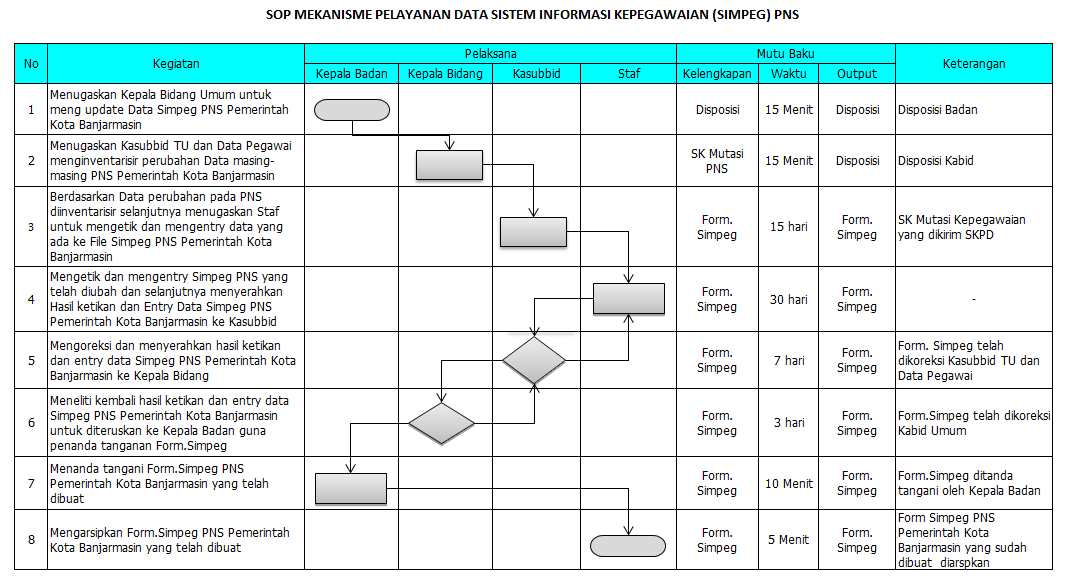 SOP MEKANISME PELAYANAN DATA SISTEM INFORMASI KEPEGAWAIAN (SIMPEG) PNS
No
Kegiatan
Pelaksana
Mutu Baku
Keterangan
Kepala Badan
Kepala Bidang
Kasubbid
Staf
Kelengkapan
Waktu
Output
1
Menugaskan Kepala Bidang Umum untuk
meng update Data Simpeg PNS Pemerintah
Kota Banjarmasin
Disposisi
15 Menit
Disposisi
Disposisi Badan
2
Menugaskan Kasubbid TU dan Data Pegawai
menginventarisir perubahan Data masing-
masing PNS Pemerintah Kota Banjarmasin
SK Mutasi
PNS
15 Menit
Disposisi
Disposisi Kabid
3
Berdasarkan Data perubahan pada PNS
diinventarisir selanjutnya menugaskan Staf
untuk mengetik dan mengentry data yang
ada ke File Simpeg PNS Pemerintah Kota
Banjarmasin
Form.
Simpeg
15 hari
Form.
Simpeg
SK Mutasi Kepegawaian
yang dikirim SKPD
4
Mengetik dan mengentry Simpeg PNS yang
telah diubah dan selanjutnya menyerahkan
Hasil ketikan dan Entry Data Simpeg PNS
Pemerintah Kota Banjarmasin ke Kasubbid
Form.
Simpeg
30 hari
Form.
Simpeg
-
5
Mengoreksi dan menyerahkan hasil ketikan
dan entry data Simpeg PNS Pemerintah Kota
Banjarmasin ke Kepala Bidang
Form.
Simpeg
7 hari
Form.
Simpeg
Form. Simpeg telah
dikoreksi Kasubbid TU dan
Data Pegawai
6
Meneliti kembali hasil ketikan dan entry data
Simpeg PNS Pemerintah Kota Banjarmasin
untuk diteruskan ke Kepala Badan guna
penanda tanganan Form.Simpeg
Form.
Simpeg
3 hari
Form.
Simpeg
Form.Simpeg telah dikoreksi
Kabid Umum
7
Menanda tangani Form.Simpeg PNS
Pemerintah Kota Banjarmasin yang telah
dibuat
Form.
Simpeg
10 Menit
Form.
Simpeg
Form.Simpeg ditanda
tangani oleh Kepala Badan
8
Mengarsipkan Form.Simpeg PNS Pemerintah
Kota Banjarmasin yang telah dibuat
Form.
Simpeg
5 Menit
Form.
Simpeg
Form Simpeg PNS
Pemerintah Kota
Banjarmasin yang sudah
dibuat diarspkan